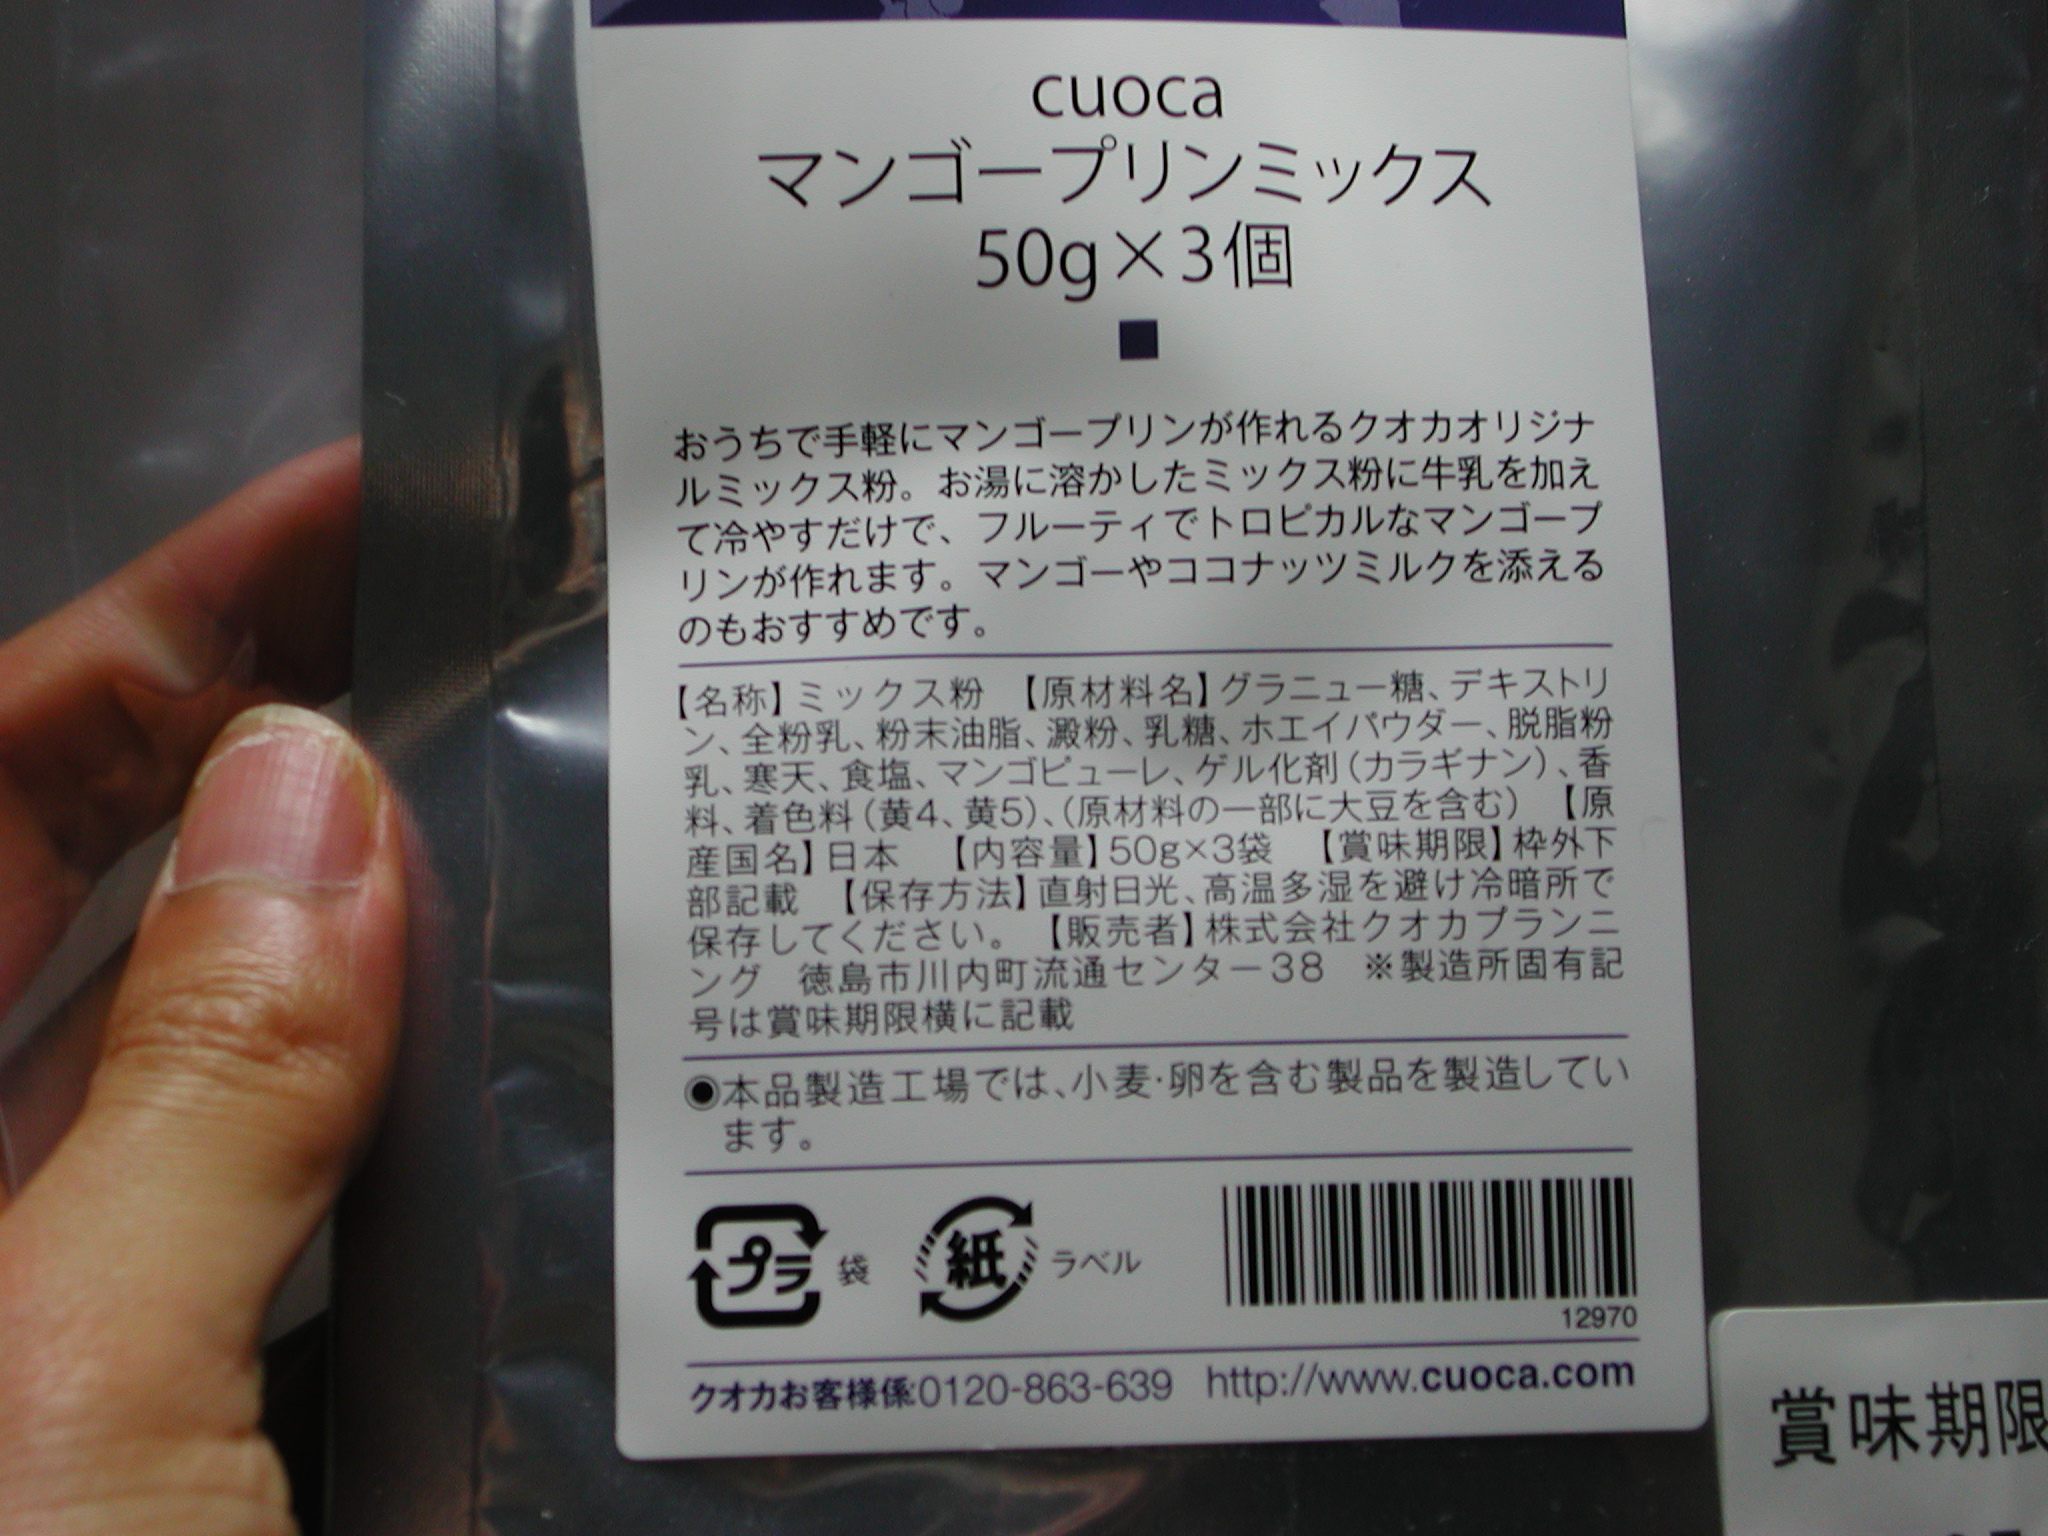 cuoca
マンゴープリンミックス
50g×3個
おうちで手軽にマンゴープリンが作れるクオカオリジナ
ルミックス粉。お湯に溶かしたミックス粉に牛乳を加え
て冷やすだけで、フルーティでトロピカルなマンゴープ
リンが作れます。マンゴーやココナッツミルクを添える
のもおすすめです。
【名称】ミックス粉 【原材料名】グラニュー糖、デキストリ
ン、全粉乳、粉末油脂、澱粉、乳糖、ホエイパウダー、脱脂粉
乳、寒天、食塩、マンゴピューレ、ゲル化剤(カラギナン)、香
料、着色料(黄4、黄5)、(原材料の一部に大豆を含む) 【原
産国名】日本 【内容量】50g×3袋 【賞味期限】枠外下
部記載 【保存方法】直射日光、高温多湿を避け冷暗所で
保存してください。 【販売者】株式会社クオカプランニ
ング 徳島市川内町流通センター38 ※製造所固有記
号は賞味期限横に記載
◉本品製造工場では、小麦・卵を含む製品を製造してい
ます。
プラ 袋 紙 ラベル
12970
クオカお客様係:0120-863-639 http://www.cuoca.com
賞味期限